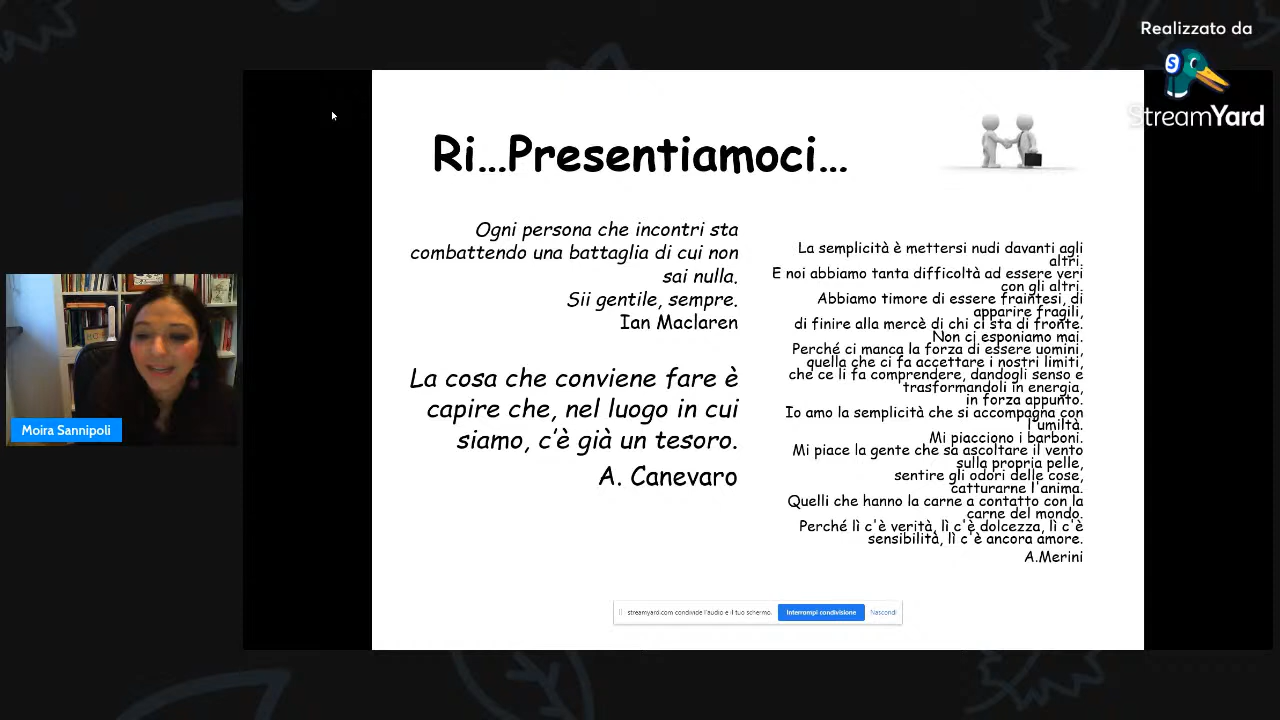 Realizzato da
StreamYard
Ri...Presentiamoci...
Ogni persona che incontri sta
combattendo una battaglia di cui non
sai nulla.
Sii gentile, sempre.
Ian Maclaren
La cosa che conviene fare è
capire che, nel luogo in cui
siamo, c'è già un tesoro.
A. Canevaro
La semplicità è mettersi nudi davanti agli
altri.
E noi abbiamo tanta difficoltà ad essere veri
con gli altri.
Abbiamo timore di essere fraintesi, di
apparire fragili,
di finire alla mercè di chi ci sta di fronte.
Non ci esponiamo mai.
Perché ci manca la forza di essere uomini,
quella che ci fa accettare i nostri limiti,
che ce li fa comprendere, dandogli senso e
trasformandoli in energia,
in forza appunto.
Io amo la semplicità che si accompagna con
l'umiltà.
Mi piacciono i barboni.
Mi piace la gente che sa ascoltare il vento
sulla propria pelle,
sentire gli odori delle cose,
catturarne l'anima.
Quelli che hanno la carne a contatto con la
carne del mondo.
Perché lì c'è verità, lì c'è dolcezza, lì c'è
sensibilità, lì c'è ancora amore.
A.Merini
Moira Sannipoli
streamyard.com condivide l'audio e il tuo schermo.
Interrompi condivisione
Nascondi